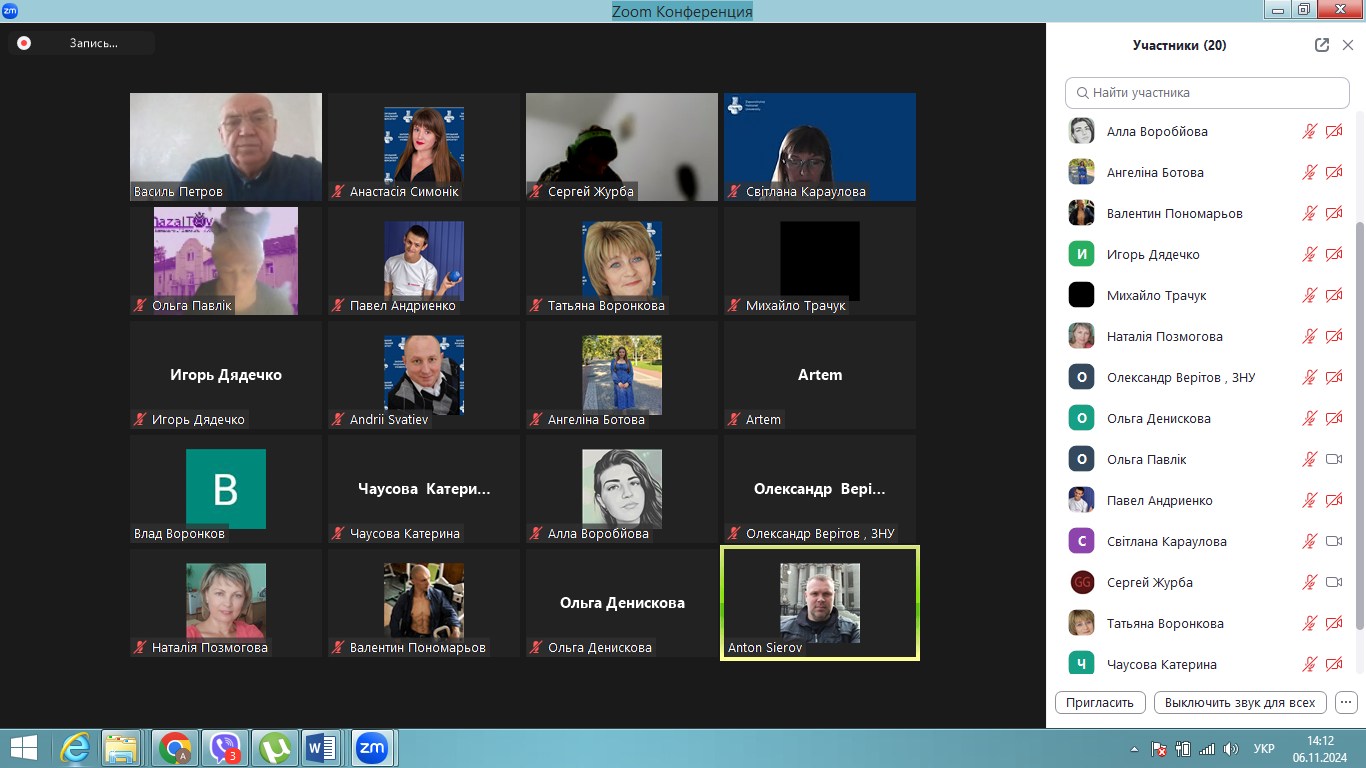 zm
Zoom Конференция
Запись...
Участники (20)
Найти участника
Василь Петров
Анастасія Симонік
Сергей Журба
Світлана Караулова
Ольга Павлік
Павел Андриенко
Татьяна Воронкова
Михайло Трачук
Игорь Дядечко
Artem
Игорь Дядечко
Andrii Svatiev
Ангеліна Ботова
Artem
В
Чаусова Катери...
Олександр Вері...
Влад Воронков
Чаусова Катерина
Алла Воробйова
Олександр Верітов , ЗНУ
Ольга Денискова
Наталія Позмогова
Валентин Пономарьов
Ольга Денискова
Anton Sierov
Алла Воробйова
Ангеліна Ботова
Валентин Пономарьов
И Игорь Дядечко
Михайло Трачук
Наталія Позмогова
О Олександр Верітов , ЗНУ
О Ольга Денискова
О Ольга Павлік
Павел Андриенко
С Світлана Караулова
GG Сергей Журба
Татьяна Воронкова
Ч Чаусова Катерина
Пригласить
Выключить звук для всех
A
3
W
zm
УКР
14:12
06.11.2024